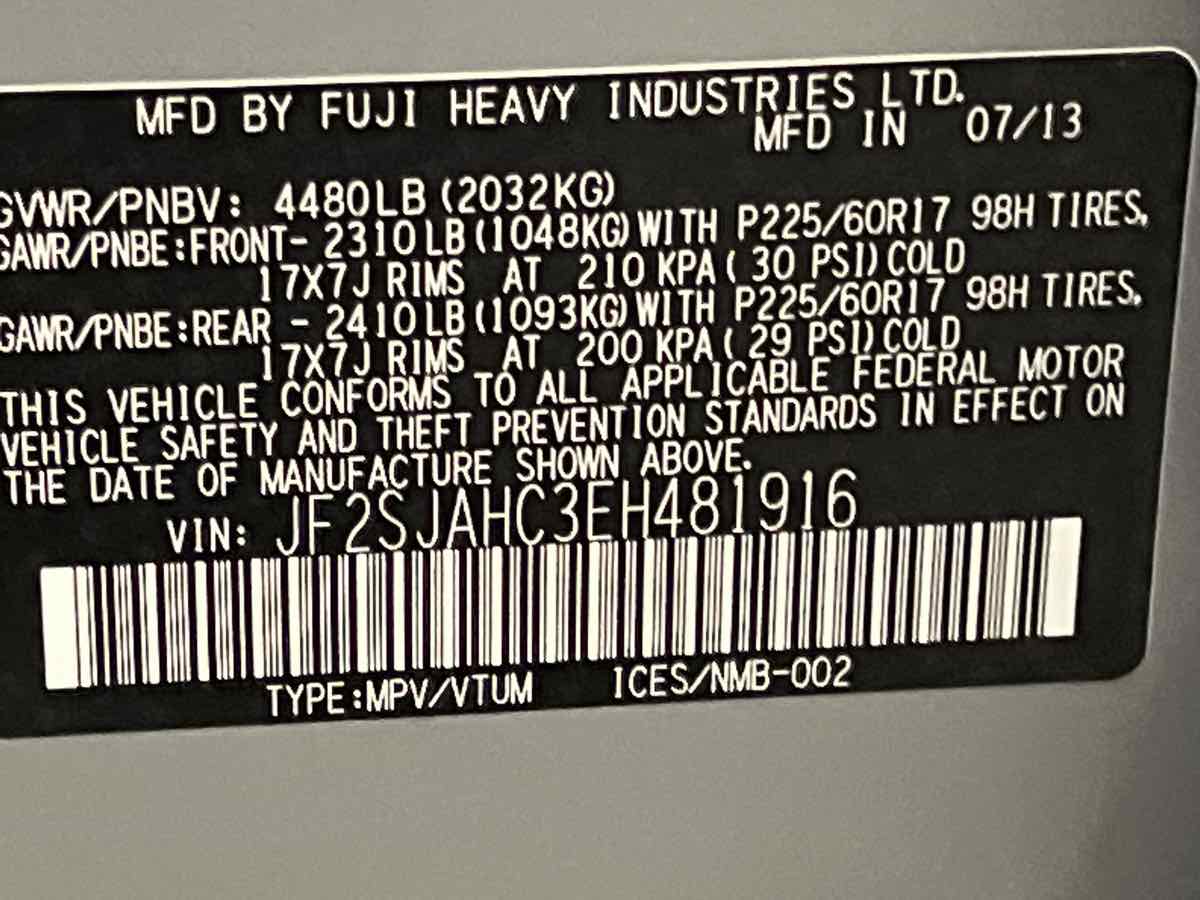 MFD BY FUJI HEAVY INDUSTRIES LTD.
MFD IN 07/13
GVWR/PNBV: 4480LB (2032KG)
GAWR/PNBE:FRONT- 2310LB(1048KG)WITH P225/60R17 98H TIRES,
17X7J RIMS AT 210 KPA( 30 PSI)COLD
GAWR/PNBE:REAR - 2410LB(1093KG)WITH P225/60R17 98H TIRES,
17X7J RIMS AT 200 KPA( 29 PSI)COLD
THIS VEHICLE CONFORMS TO ALL APPLICABLE FEDERAL MOTOR
VEHICLE SAFETY AND THEFT PREVENTION STANDARDS IN EFFECT ON
THE DATE OF MANUFACTURE SHOWN ABOVE.
VIN: JF2SJAHC3EH481916
TYPE:MPV/VTUM ICES/NMB-002